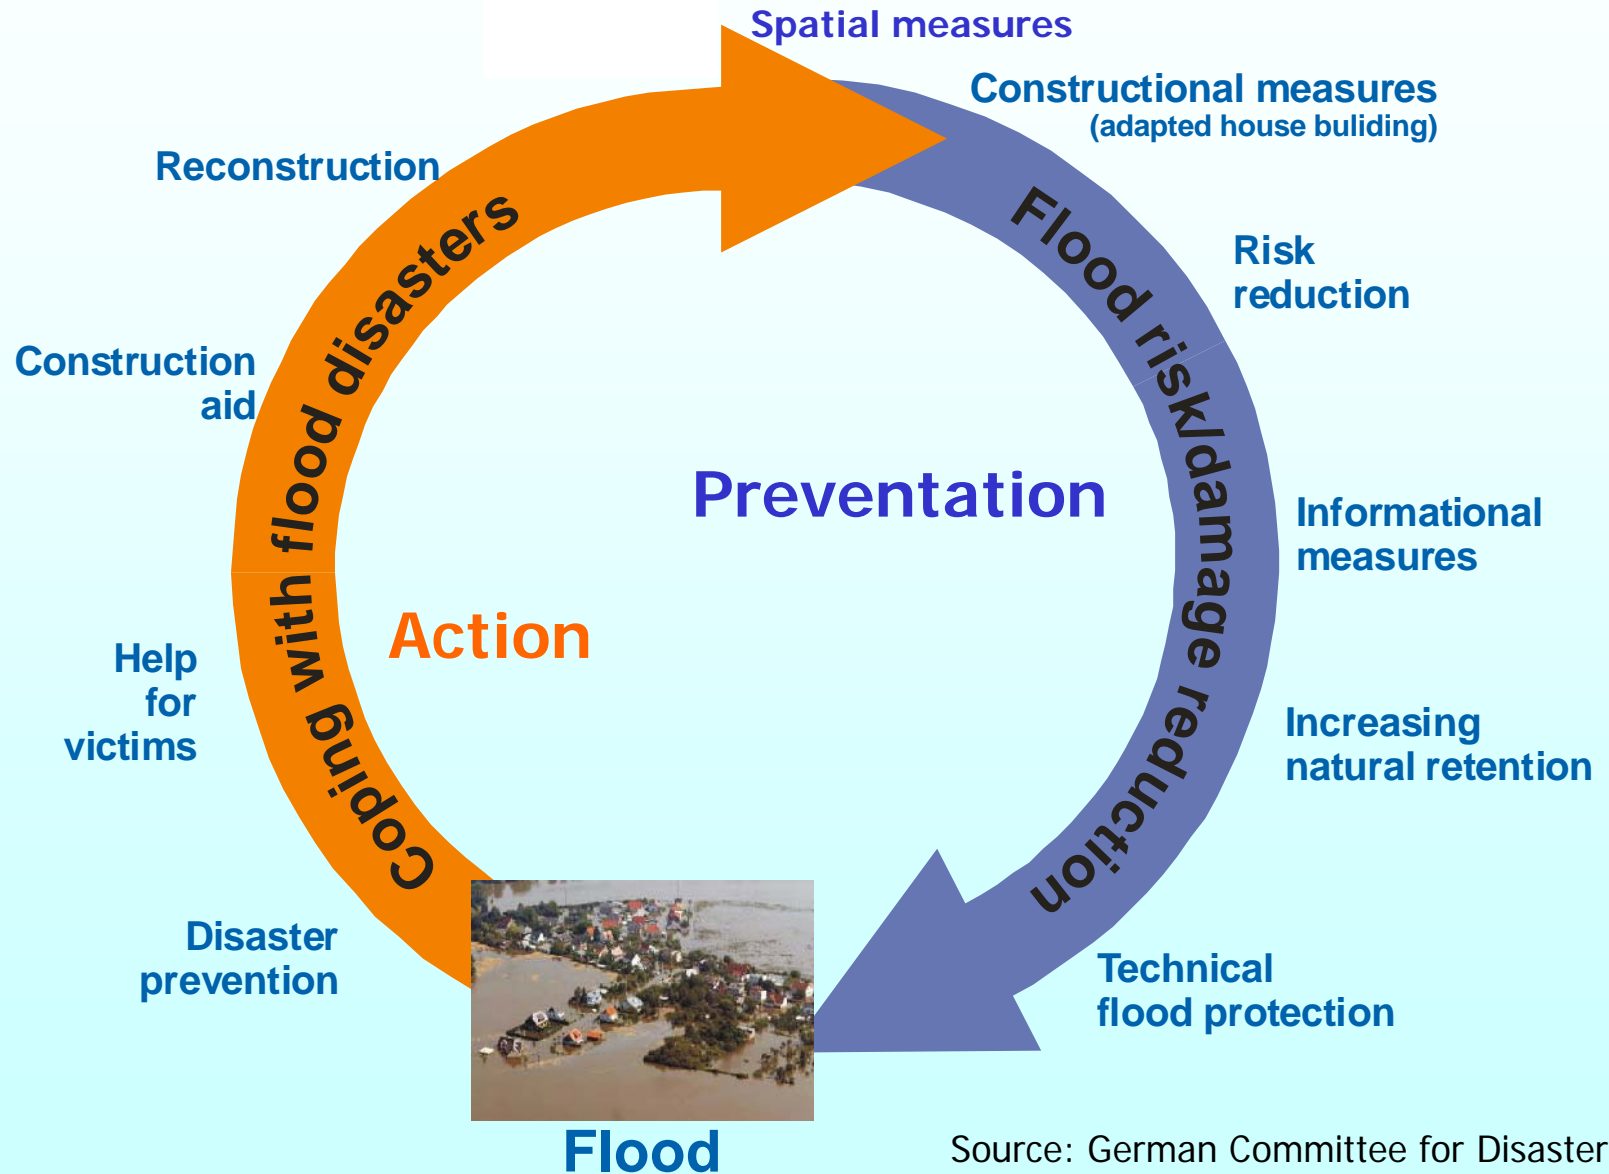 Spatial measures
Constructional measures
(adapted house buliding)
Reconstruction
Risk
reduction
Flood risk/damage reduction
Coping with flood disasters
Construction
aid
Preventation
Informational
measures
Action
Help
for
victims
Increasing
natural retention
Disaster
prevention
Technical
flood protection
Flood
Source: German Committee for Disaster